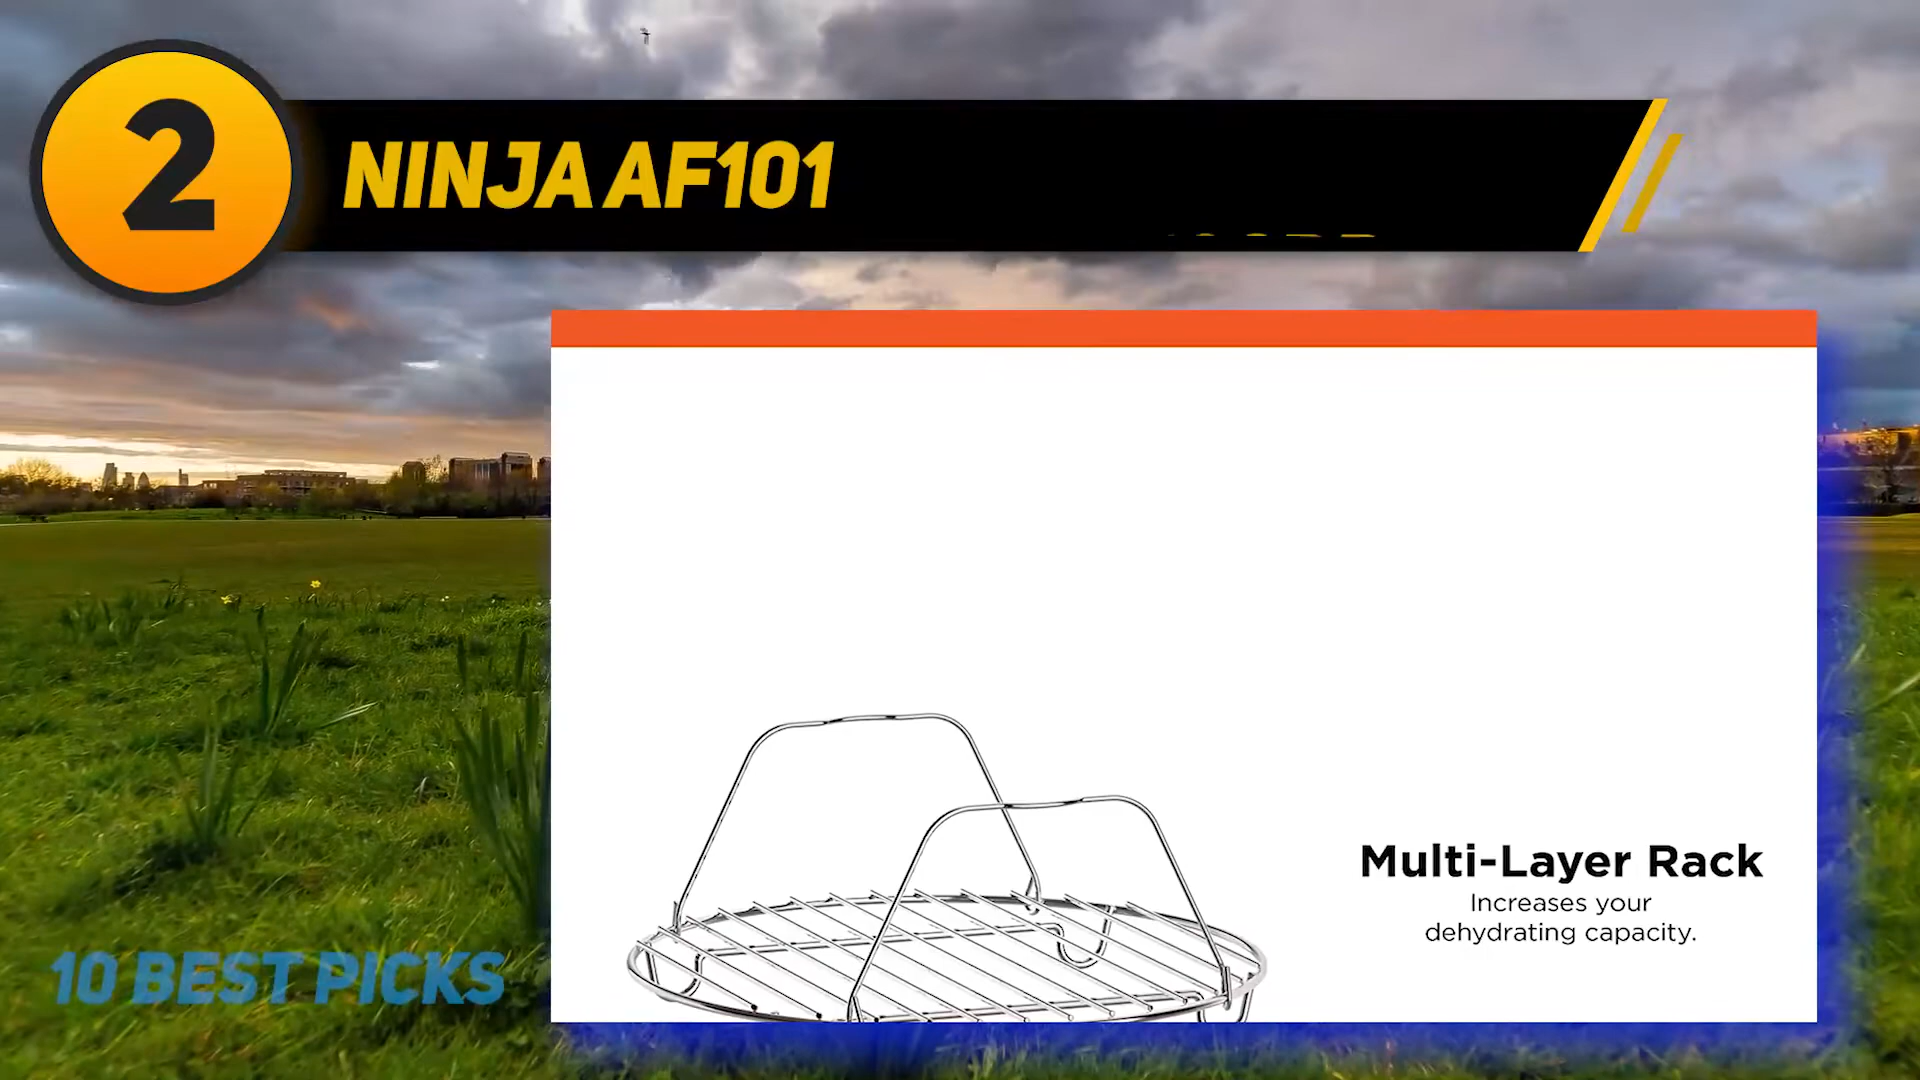 2
NINJA AF101
Multi-Layer Rack
Increases your
dehydrating capacity.
10 BEST PICKS